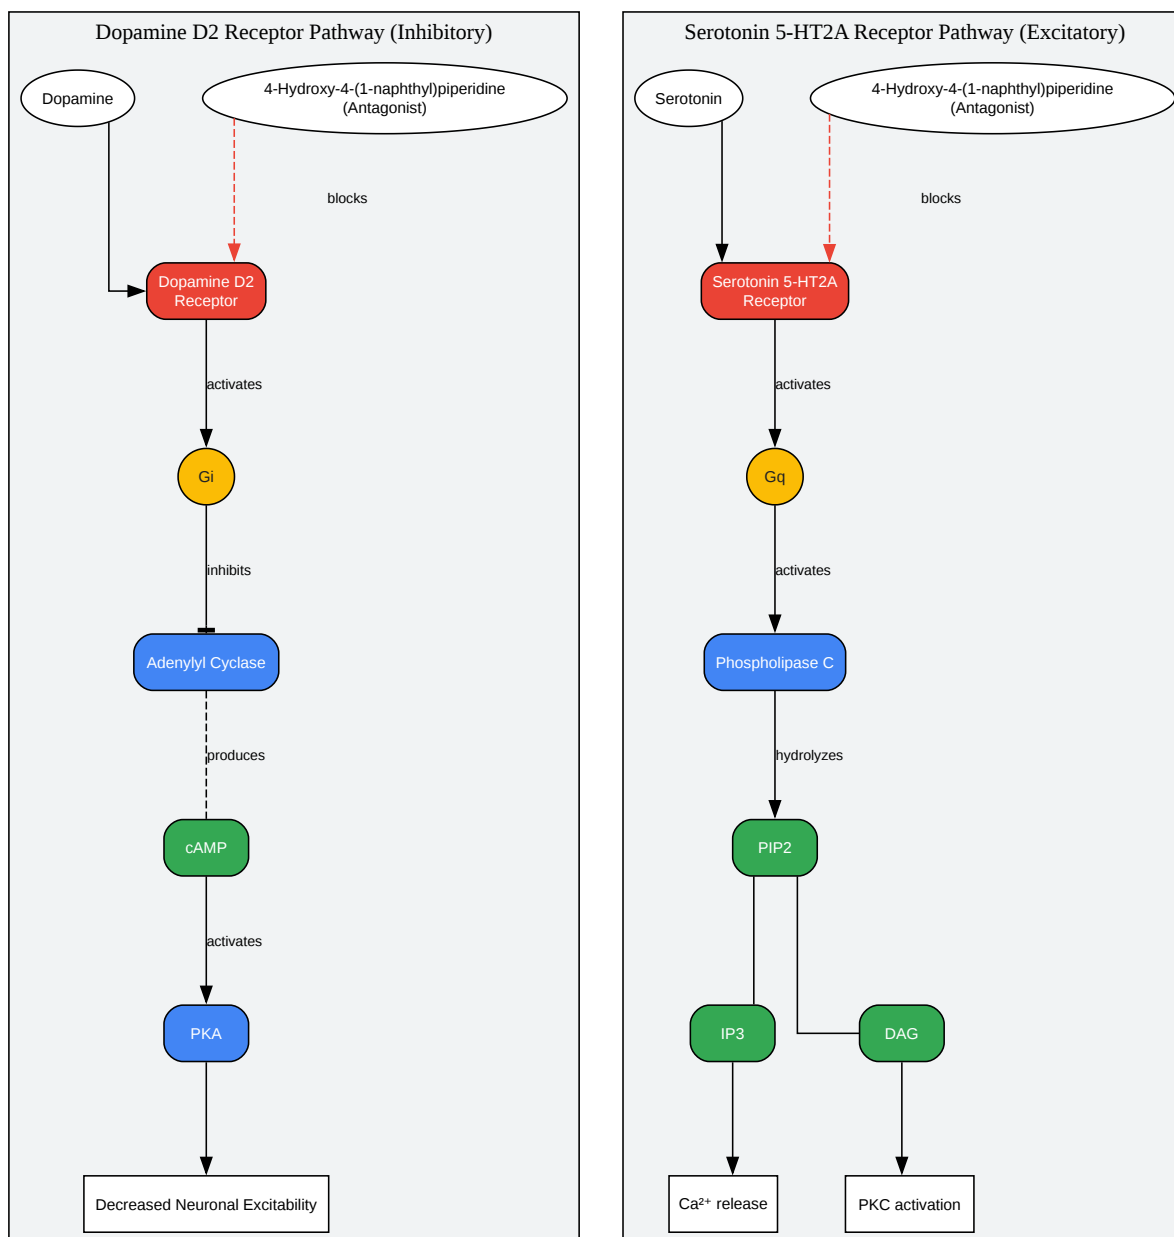 Dopamine D2 Receptor Pathway (Inhibitory)
Dopamine
4-Hydroxy-4-(1-naphthyl)piperidine
(Antagonist)
blocks
Dopamine D2
Receptor
activates
Gi
inhibits
Adenylyl Cyclase
produces
cAMP
activates
PKA
Decreased Neuronal Excitability
Serotonin 5-HT2A Receptor Pathway (Excitatory)
Serotonin
4-Hydroxy-4-(1-naphthyl)piperidine
(Antagonist)
blocks
Serotonin 5-HT2A
Receptor
activates
Gq
activates
Phospholipase C
hydrolyzes
PIP2
IP3
DAG
Ca²⁺ release
PKC activation